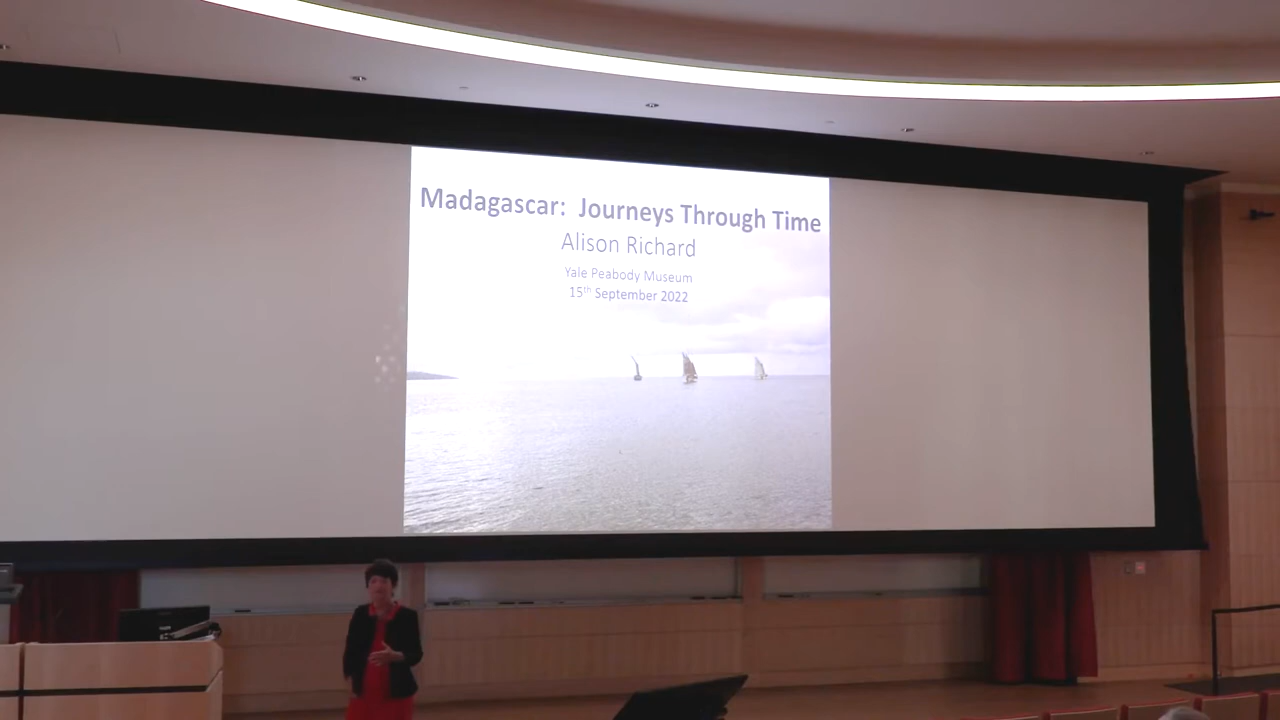 Madagascar: Journeys Through Time
Alison Richard
Yale Peabody Museum
15th September 2022